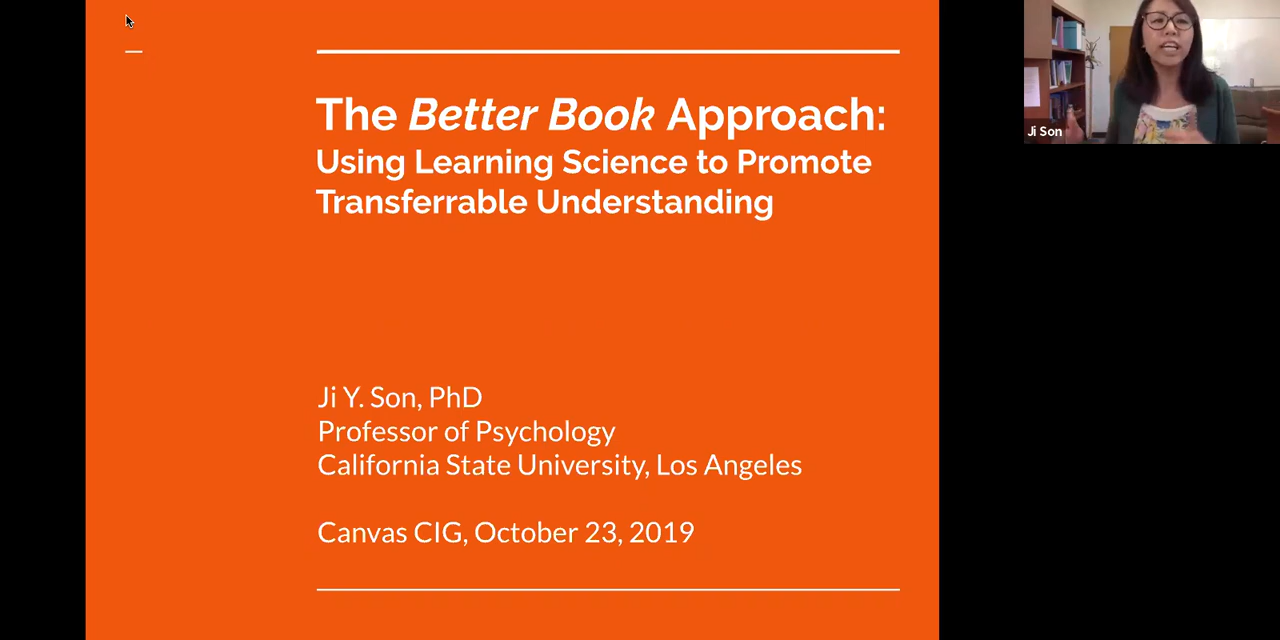 The Better Book Approach:
Using Learning Science to Promote
Transferrable Understanding
Ji Y. Son, PhD
Professor of Psychology
California State University, Los Angeles
Canvas CIG, October 23, 2019
Ji Son